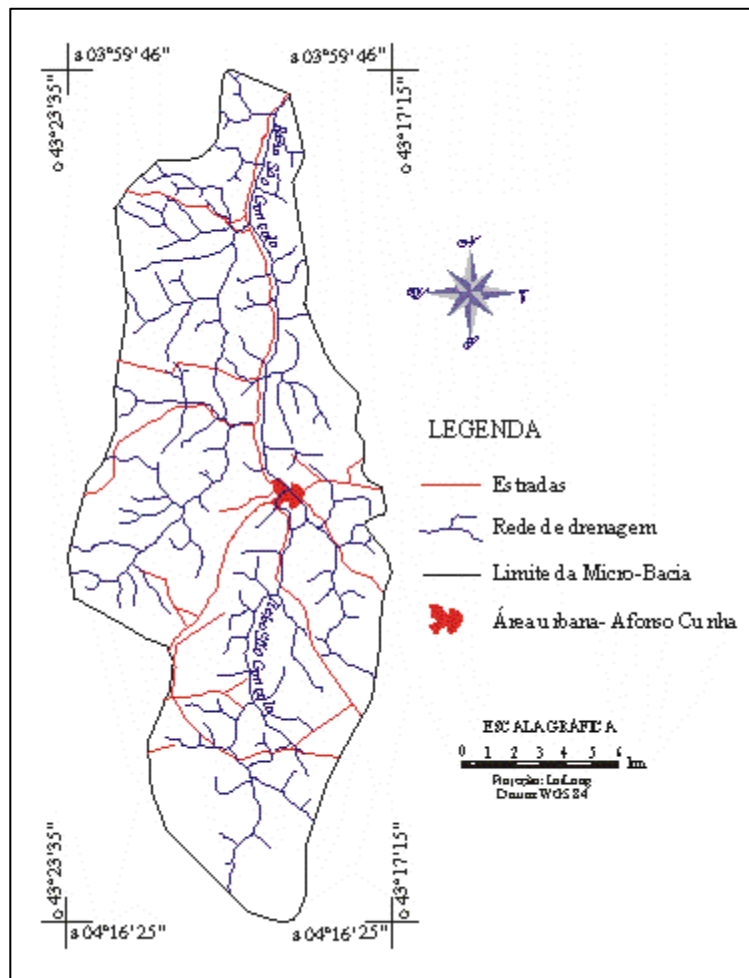 s 03°59'46"
s 03°59'46"
o 43°23'35"
o 43°17'15"
LEGENDA
Estradas
Rede de drenagem
Limite da Micro-Bacia
Área urbana- Afonso Cunha
ESCALA GRÁFICA
0 1 2 3 4 5 6 km
Projeção: Lat/Long
Datum WGS 84
o 43°23'35"
o 43°17'15"
s 04°16'25"
s 04°16'25"